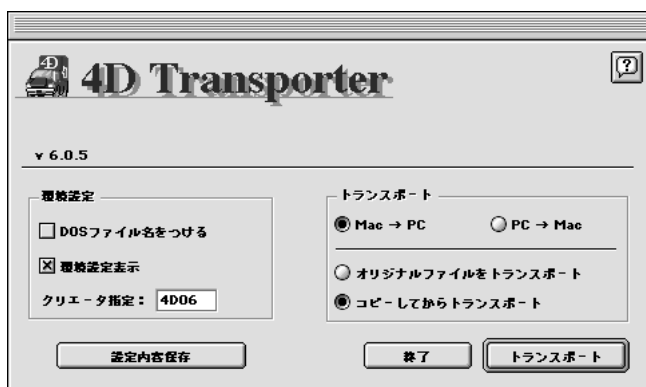 4D
4D Transporter
?
v 6.0.5
環境設定
DOSファイル名をつける
環境設定表示
クリエータ指定： 4D06
設定内容保存
トランスポート
Mac → PC
PC → Mac
オリジナルファイルをトランスポート
コピーしてからトランスポート
終了
トランスポート